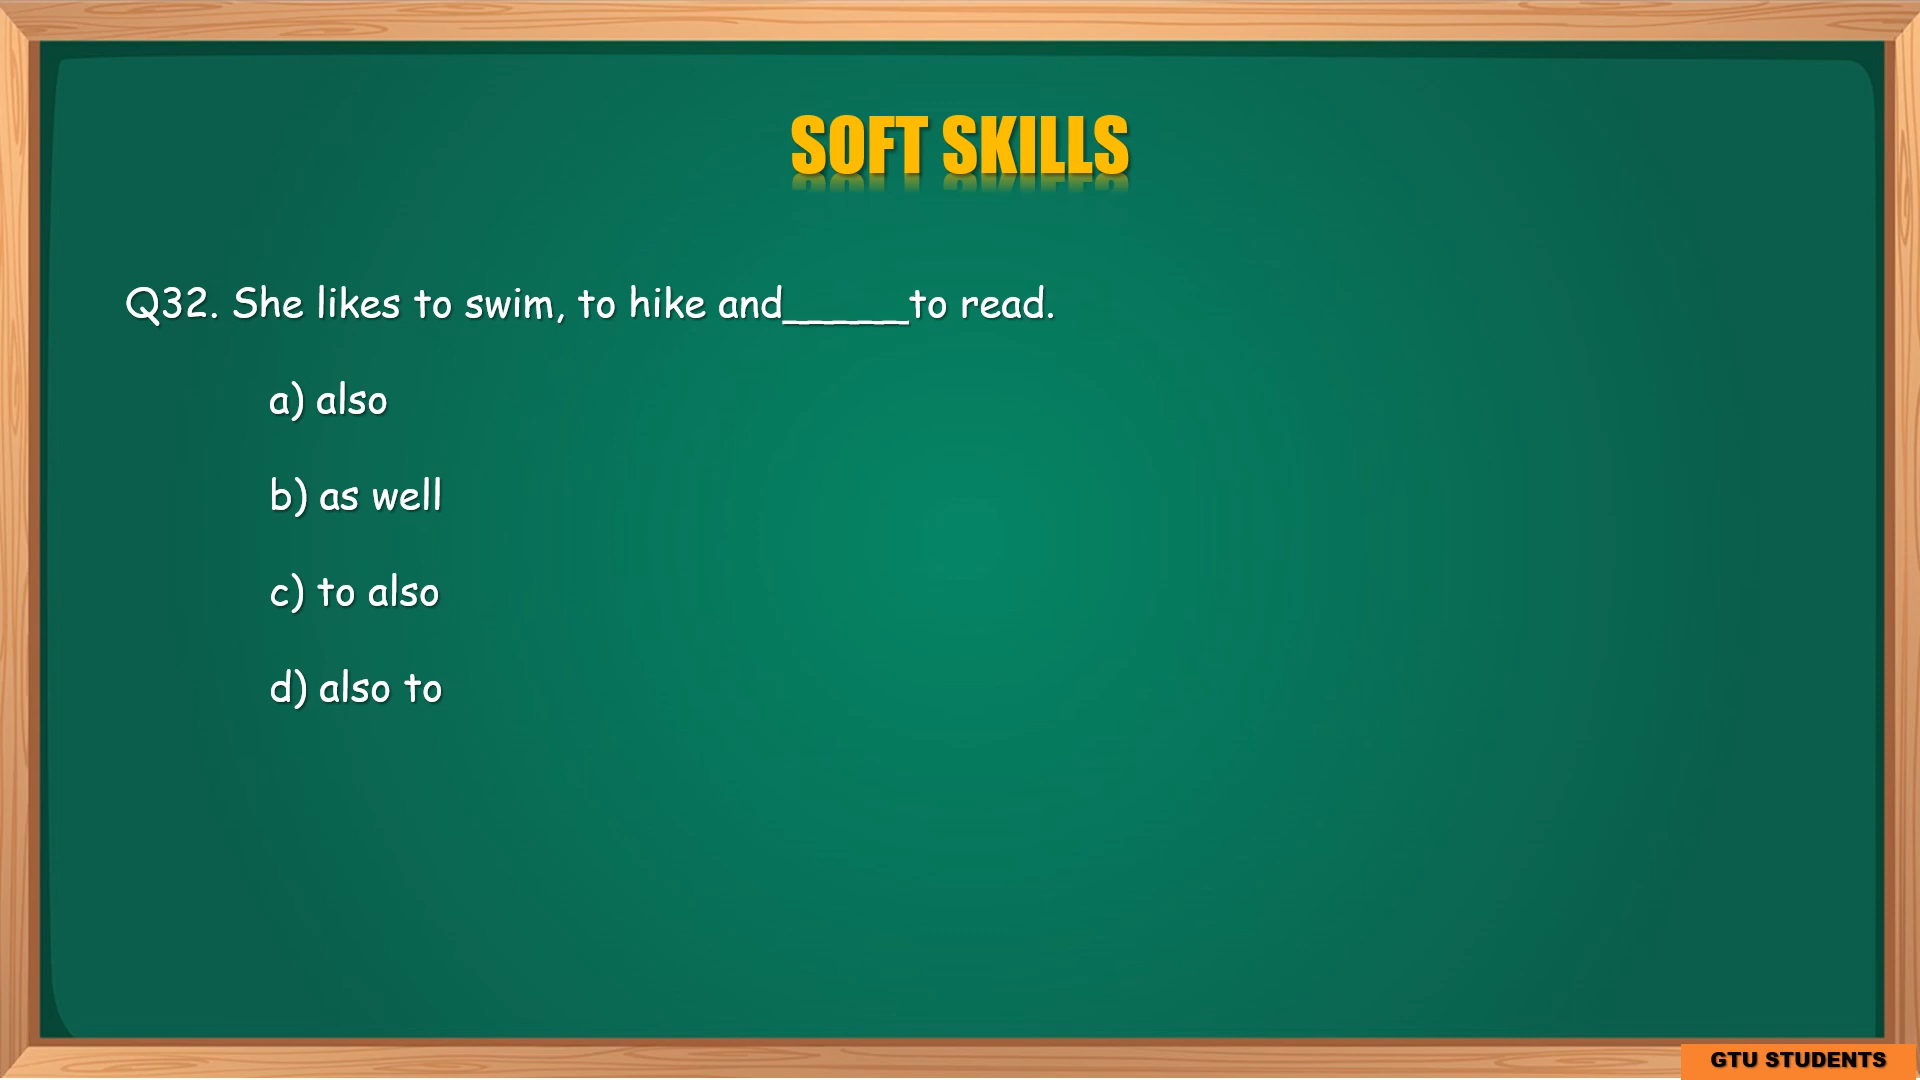 SOFT SKILLS
Q32. She likes to swim, to hike and_____to read.
a) also
b) as well
c) to also
d) also to
GTU STUDENTS